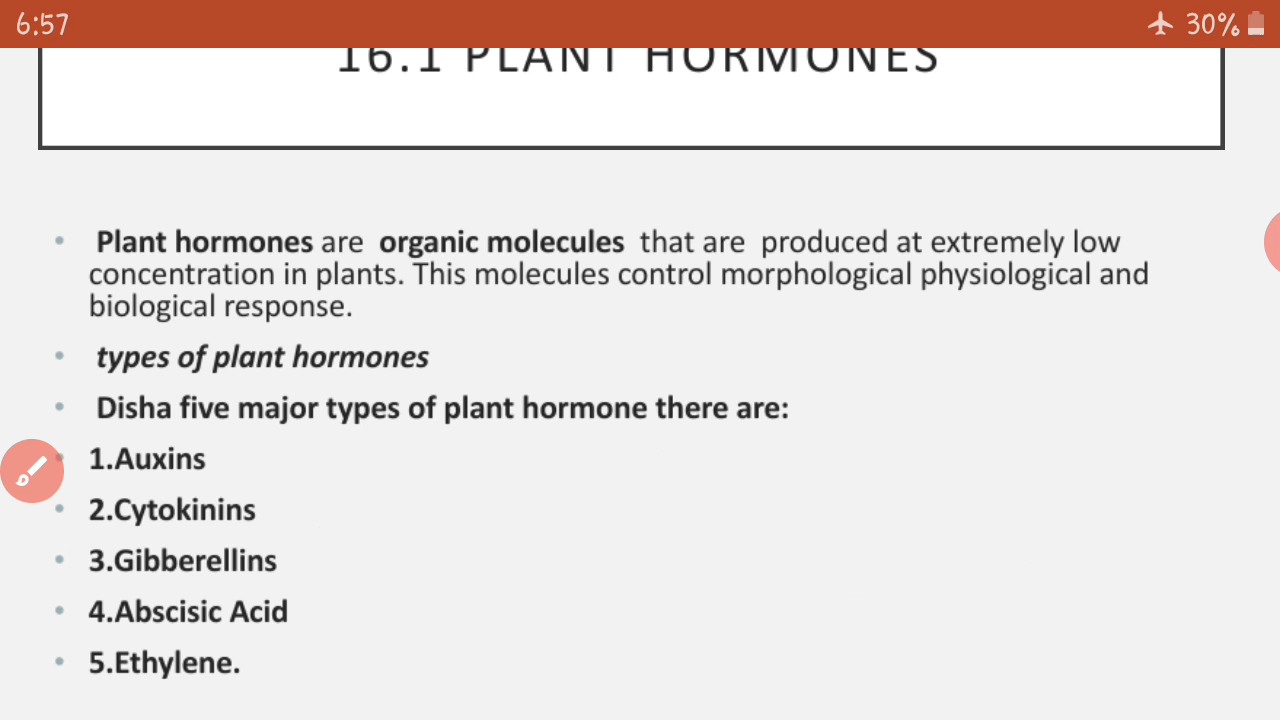 6:57
30%
16.1 PLANT HORMONES
• Plant hormones are organic molecules that are produced at extremely low
concentration in plants. This molecules control morphological physiological and
biological response.
• types of plant hormones
• Disha five major types of plant hormone there are:
• 1.Auxins
• 2.Cytokinins
• 3.Gibberellins
• 4.Abscisic Acid
• 5.Ethylene.